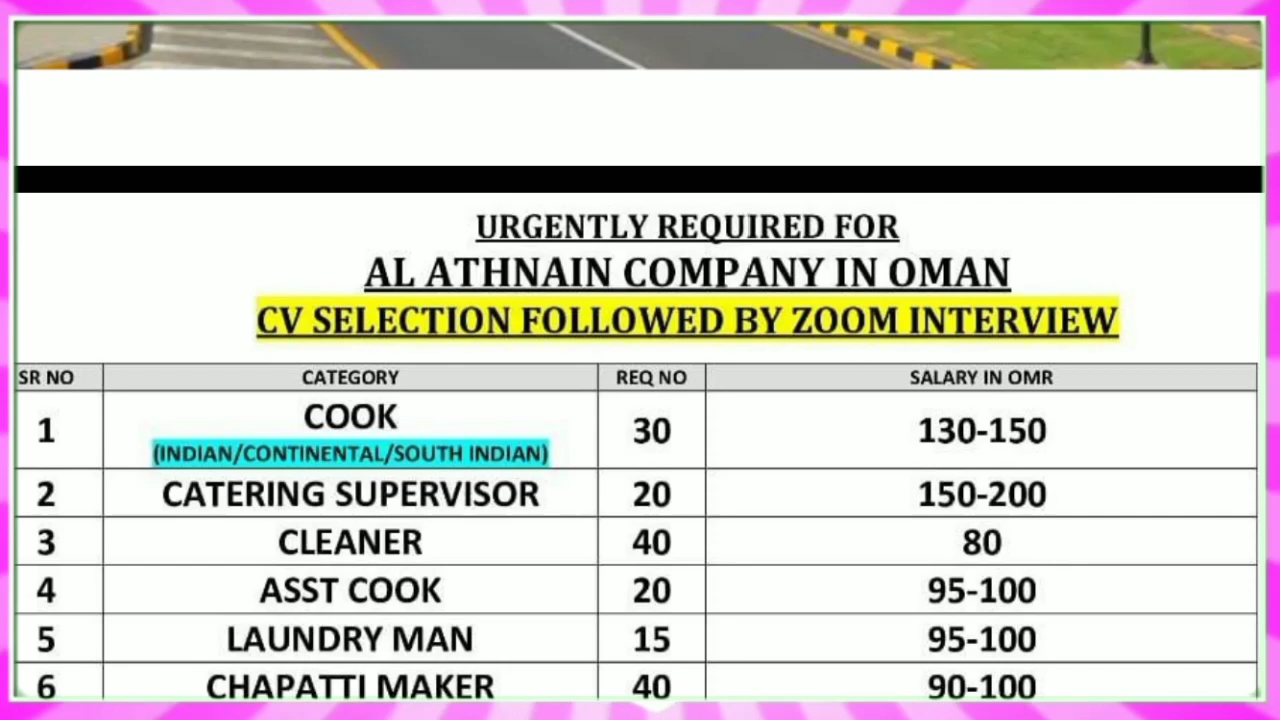 URGENTLY REQUIRED FOR
AL ATHNAIN COMPANY IN OMAN
CV SELECTION FOLLOWED BY ZOOM INTERVIEW
SR NO CATEGORY REQ NO SALARY IN OMR
1 COOK 30 130-150
(INDIAN/CONTINENTAL/SOUTH INDIAN)
2 CATERING SUPERVISOR 20 150-200
3 CLEANER 40 80
4 ASST COOK 20 95-100
5 LAUNDRY MAN 15 95-100
6 CHAPATTI MAKER 40 90-100